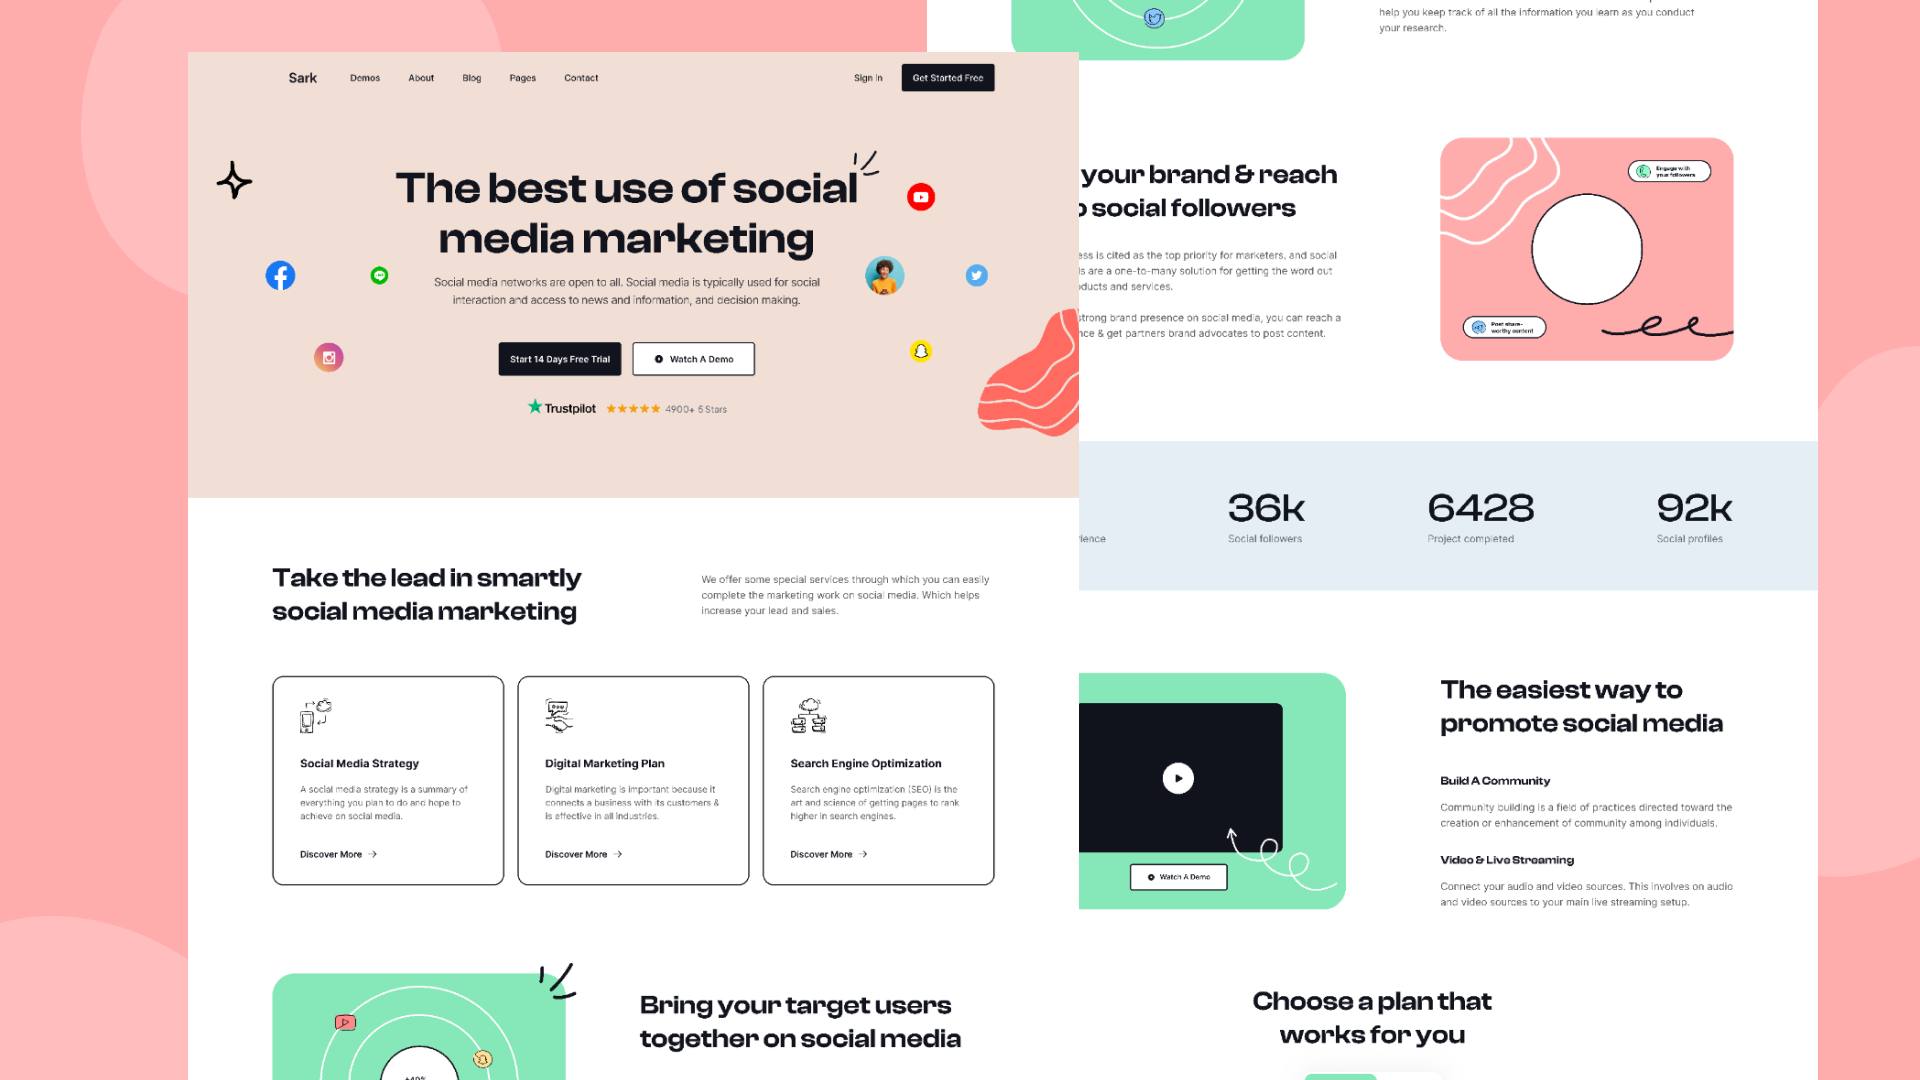 Sark
Demos
About
Blog
Pages
Contact
Sign in
Get Started Free
The best use of social
media marketing
Social media networks are open to all. Social media is typically used for social
interaction and access to news and information, and decision making.
Start 14 Days Free Trial
Watch A Demo
Trustpilot
4900+ 5 Stars
Take the lead in smartly
social media marketing
We offer some special services through which you can easily
complete the marketing work on social media. Which helps
increase your lead and sales.
Social Media Strategy
A social media strategy is a summary of
everything you plan to do and hope to
achieve on social media.
Discover More
Digital Marketing Plan
Digital marketing is important because it
connects a business with its customers &
is effective in all industries.
Discover More
Search Engine Optimization
Search engine optimization (SEO) is the
art and science of getting pages to rank
higher in search engines.
Discover More
Bring your target users
together on social media
help you keep track of all the information you learn as you conduct
your research.
your brand & reach
social followers
is cited as the top priority for marketers, and social
are a one-to-many solution for getting the word out
and services.
strong brand presence on social media, you can reach a
& get partners brand advocates to post content.
Engage with
your followers
Post share-
worthy content
36k
Social followers
6428
Project completed
92k
Social profiles
Watch A Demo
The easiest way to
promote social media
Build A Community
Community building is a field of practices directed toward the
creation or enhancement of community among individuals.
Video & Live Streaming
Connect your audio and video sources. This involves on audio
and video sources to your main live streaming setup.
Choose a plan that
works for you